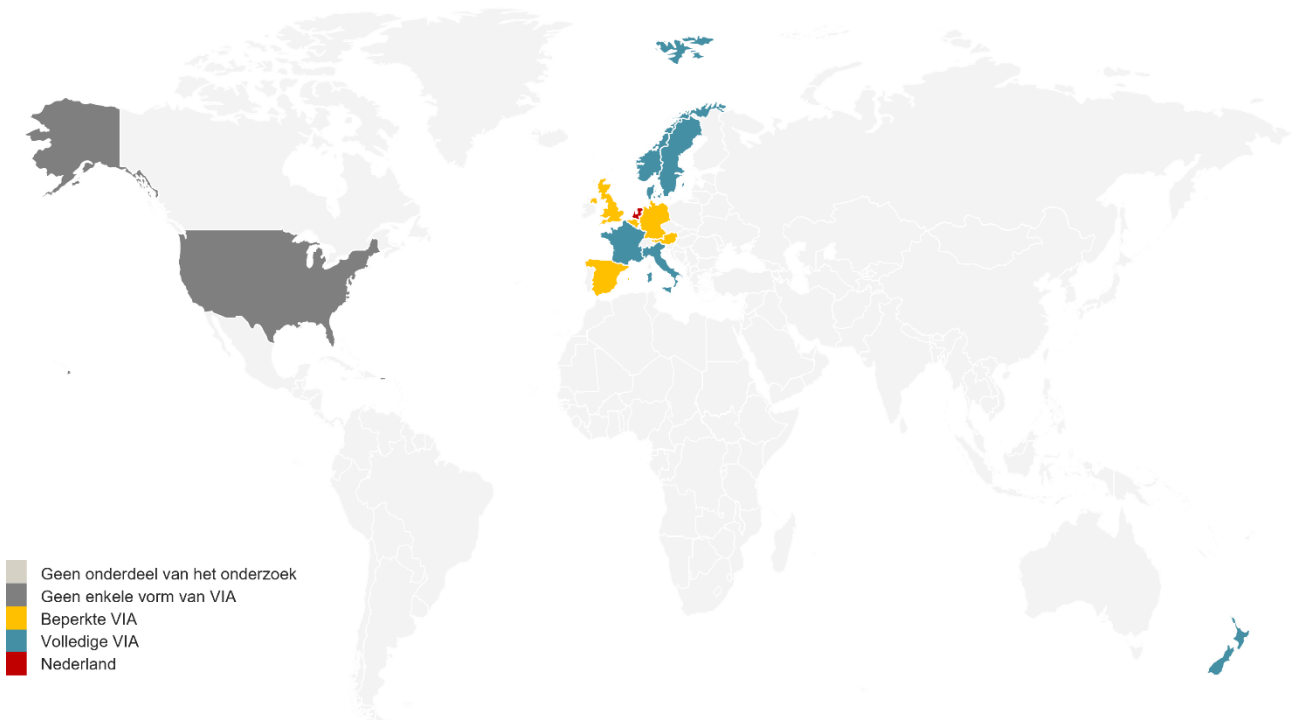 Geen onderdeel van het onderzoek
Geen enkele vorm van VIA
Beperkte VIA
Volledige VIA
Nederland